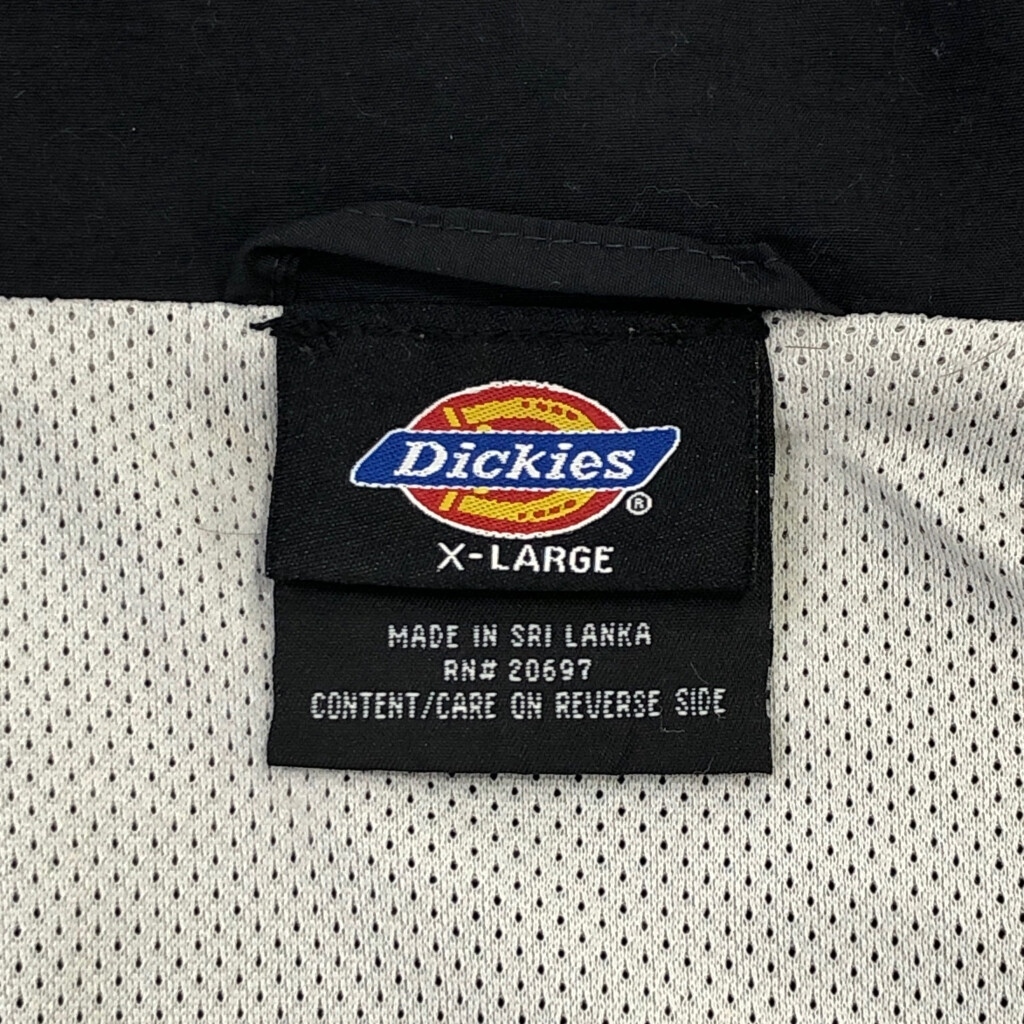 Dickies®
X-LARGE
MADE IN SRI LANKA
RN# 20697
CONTENT/CARE ON REVERSE SIDE